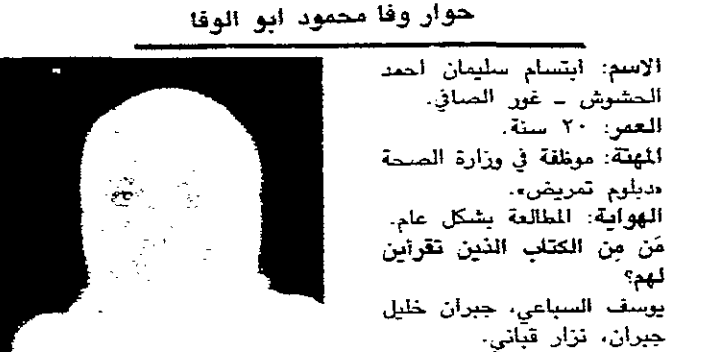 حوار وفا محمود ابو الوفا
الاسم: ابتسام سليمان احمد
الحشوش – غور الصافي.
العمر: ٢٠ سنة.
المهنة: موظفة في وزارة الصحة
«دبلوم تمريض».
الهواية: المطالعة بشكل عام.
مَن مِن الكتاب الذين تقرأين
لهم؟
يوسف السباعي، جبران خليل
جبران، نزار قباني.